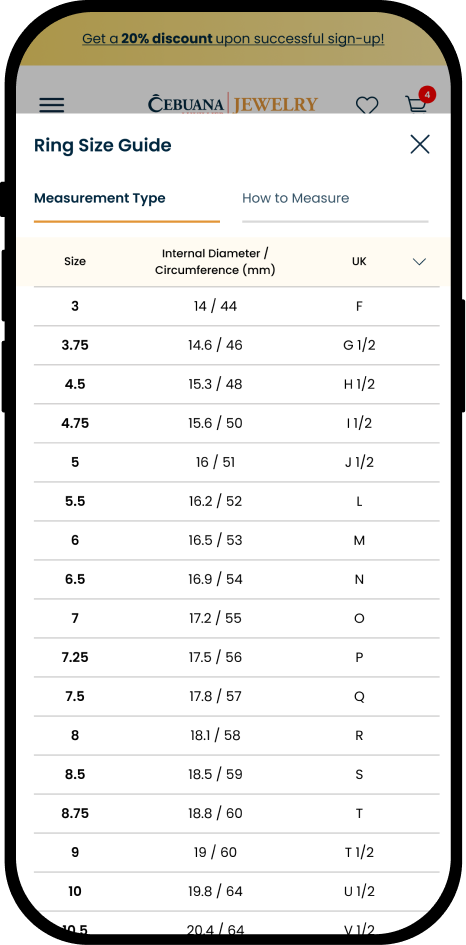 Get a 20% discount upon successful sign-up!
ĈEBUANA JEWELRY
4
Ring Size Guide
Measurement Type How to Measure
Size Internal Diameter / Circumference (mm) UK
3 14 / 44 F
3.75 14.6 / 46 G 1/2
4.5 15.3 / 48 H 1/2
4.75 15.6 / 50 I 1/2
5 16 / 51 J 1/2
5.5 16.2 / 52 L
6 16.5 / 53 M
6.5 16.9 / 54 N
7 17.2 / 55 O
7.25 17.5 / 56 P
7.5 17.8 / 57 Q
8 18.1 / 58 R
8.5 18.5 / 59 S
8.75 18.8 / 60 T
9 19 / 60 T 1/2
10 19.8 / 64 U 1/2
10.5 20.4 / 64 V 1/2